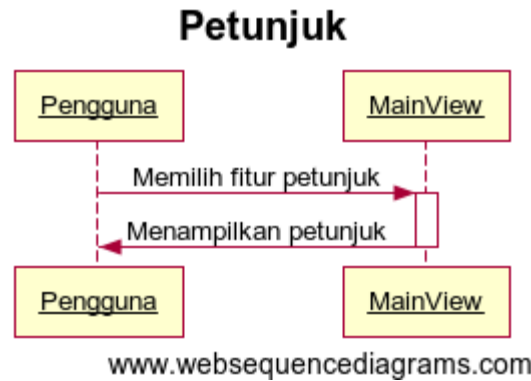 Petunjuk
Pengguna MainView
Memilih fitur petunjuk
Menampilkan petunjuk
Pengguna MainView
www.websequencediagrams.com